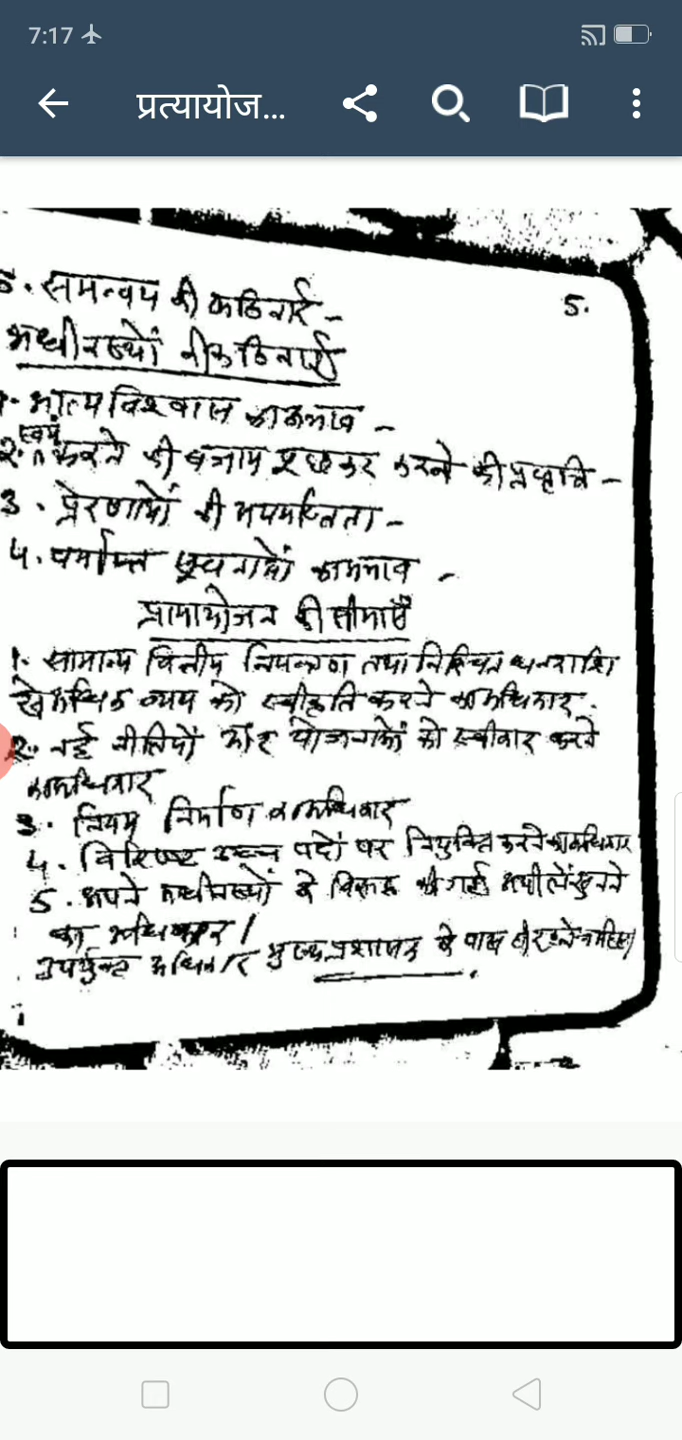 7:17
प्रत्यायोज...
5.
5. समन्वय की कठिनाई -
अधीनस्थों की कठिनाई
1. आत्मविश्वास का अभाव -
2. स्वयं करने की बजाय पूछकर करने की प्रवृत्ति -
3. प्रेरणाओं की अपर्याप्तता -
4. पर्याप्त सूचनाओं का अभाव -
प्रत्यायोजन की सीमाएँ
1. सामान्य वित्तीय नियन्त्रण तथा निश्चित धनराशि
से अधिक व्यय को स्वीकृति करने का अधिकार.
2. नई नीतियों और योजनाओं को स्वीकार करने
का अधिकार
3. नियम निर्माण का अधिकार
4. विशिष्ट उच्च पदों पर नियुक्ति करने का अधिकार
5. अपने अधीनस्थों के विरूद्ध की गई अपीलें सुनने
का अधिकार।
उपर्युक्त अधिकार मुख्य प्रशासक के पास ही रहने चाहिए।